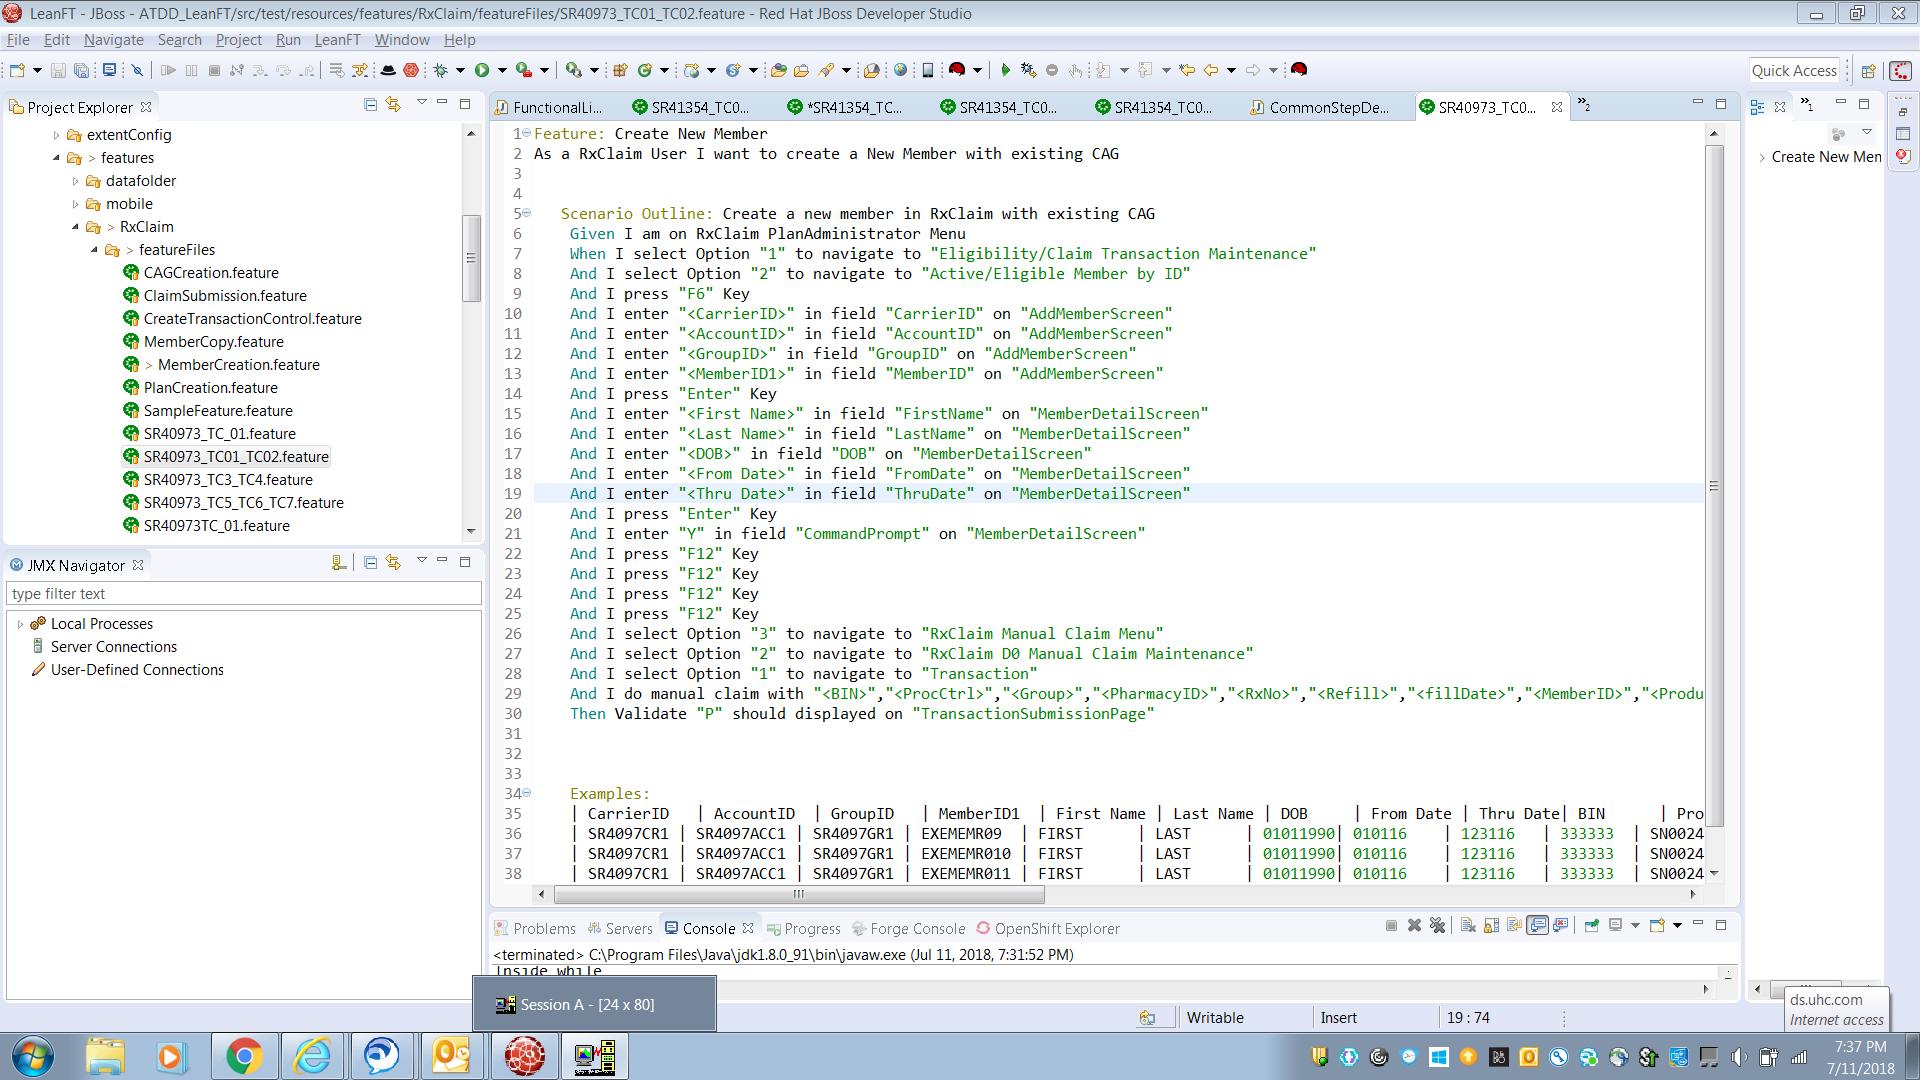 LeanFT - JBoss - ATDD_LeanFT/src/test/resources/features/RxClaim/featureFiles/SR40973_TC01_TC02.feature - Red Hat JBoss Developer Studio
File Edit Navigate Search Project Run LeanFT Window Help
Quick Access
Project Explorer
extentConfig
> features
datafolder
mobile
> RxClaim
> featureFiles
CAGCreation.feature
ClaimSubmission.feature
CreateTransactionControl.feature
MemberCopy.feature
> MemberCreation.feature
PlanCreation.feature
SampleFeature.feature
SR40973_TC_01.feature
SR40973_TC01_TC02.feature
SR40973_TC3_TC4.feature
SR40973_TC5_TC6_TC7.feature
SR40973TC_01.feature
JMX Navigator
type filter text
Local Processes
Server Connections
User-Defined Connections
FunctionalLi... SR41354_TC0... *SR41354_TC... SR41354_TC0... SR41354_TC0... CommonStepDe... SR40973_TC0... »2
1 Feature: Create New Member
2 As a RxClaim User I want to create a New Member with existing CAG
3
4
5 Scenario Outline: Create a new member in RxClaim with existing CAG
6 Given I am on RxClaim PlanAdministrator Menu
7 When I select Option "1" to navigate to "Eligibility/Claim Transaction Maintenance"
8 And I select Option "2" to navigate to "Active/Eligible Member by ID"
9 And I press "F6" Key
10 And I enter "<CarrierID>" in field "CarrierID" on "AddMemberScreen"
11 And I enter "<AccountID>" in field "AccountID" on "AddMemberScreen"
12 And I enter "<GroupID>" in field "GroupID" on "AddMemberScreen"
13 And I enter "<MemberID1>" in field "MemberID" on "AddMemberScreen"
14 And I press "Enter" Key
15 And I enter "<First Name>" in field "FirstName" on "MemberDetailScreen"
16 And I enter "<Last Name>" in field "LastName" on "MemberDetailScreen"
17 And I enter "<DOB>" in field "DOB" on "MemberDetailScreen"
18 And I enter "<From Date>" in field "FromDate" on "MemberDetailScreen"
19 And I enter "<Thru Date>" in field "ThruDate" on "MemberDetailScreen"
20 And I press "Enter" Key
21 And I enter "Y" in field "CommandPrompt" on "MemberDetailScreen"
22 And I press "F12" Key
23 And I press "F12" Key
24 And I press "F12" Key
25 And I press "F12" Key
26 And I select Option "3" to navigate to "RxClaim Manual Claim Menu"
27 And I select Option "2" to navigate to "RxClaim D0 Manual Claim Maintenance"
28 And I select Option "1" to navigate to "Transaction"
29 And I do manual claim with "<BIN>","<ProcCtrl>","<Group>","<PharmacyID>","<RxNo>","<Refill>","<fillDate>","<MemberID>","<Produ
30 Then Validate "P" should displayed on "TransactionSubmissionPage"
31
32
33
34 Examples:
35 | CarrierID | AccountID | GroupID | MemberID1 | First Name | Last Name | DOB | From Date | Thru Date| BIN | Pro
36 | SR4097CR1 | SR4097ACC1 | SR4097GR1 | EXEMEMR09 | FIRST | LAST | 01011990| 010116 | 123116 | 333333 | SN0024
37 | SR4097CR1 | SR4097ACC1 | SR4097GR1 | EXEMEMR010 | FIRST | LAST | 01011990| 010116 | 123116 | 333333 | SN0024
38 | SR4097CR1 | SR4097ACC1 | SR4097GR1 | EXEMEMR011 | FIRST | LAST | 01011990| 010116 | 123116 | 333333 | SN0024
»1
Create New Mem
Problems Servers Console Progress Forge Console OpenShift Explorer
<terminated> C:\Program Files\Java\jdk1.8.0_91\bin\javaw.exe (Jul 11, 2018, 7:31:52 PM)
Inside while
Session A - [24 x 80]
Writable Insert 19 : 74
ds.uhc.com
Internet access
7:37 PM
7/11/2018